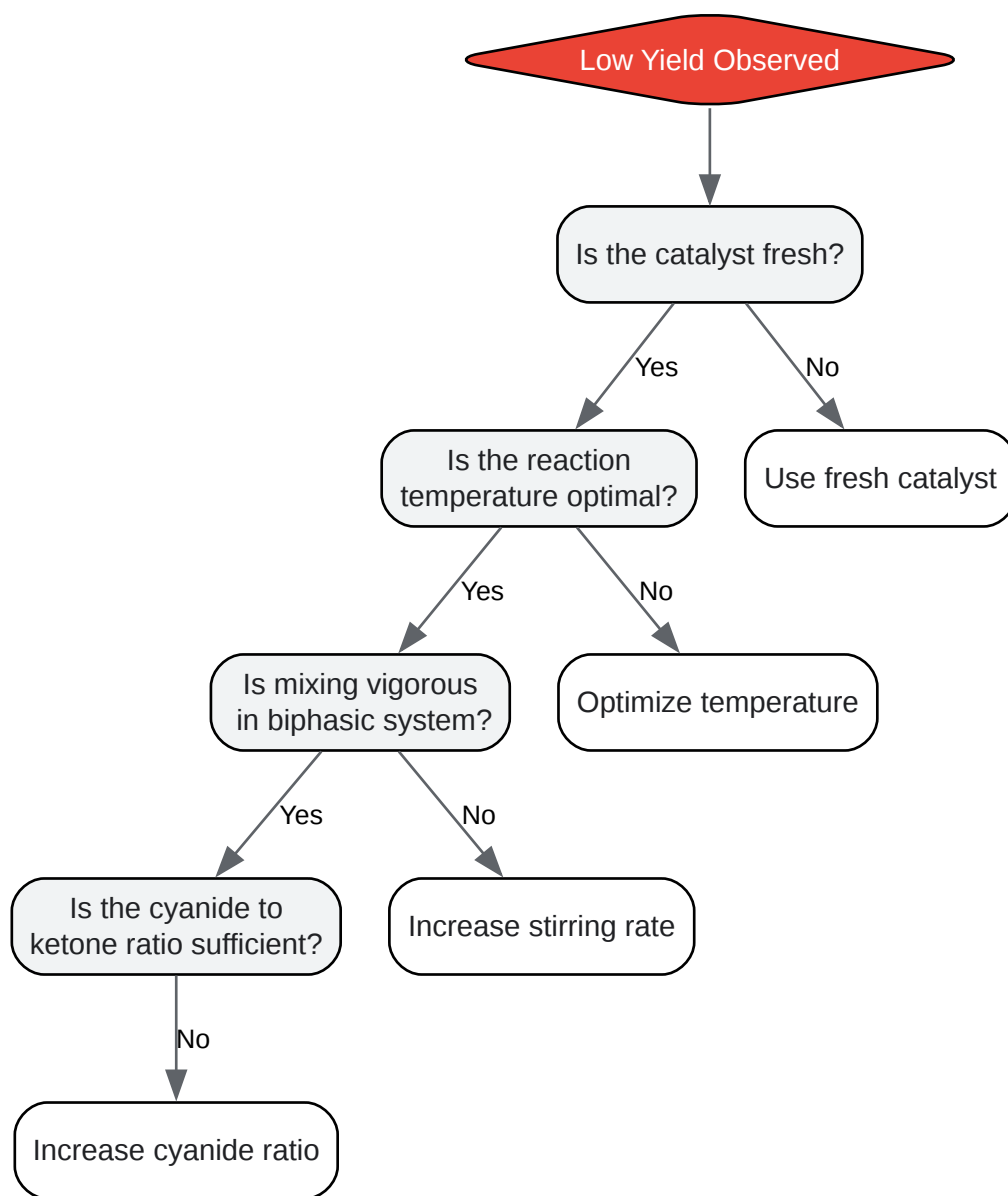 Low Yield Observed
Is the catalyst fresh?
Yes
No
Is the reaction
temperature optimal?
Use fresh catalyst
Yes
No
Is mixing vigorous
in biphasic system?
Optimize temperature
Yes
No
Is the cyanide to
ketone ratio sufficient?
Increase stirring rate
No
Increase cyanide ratio